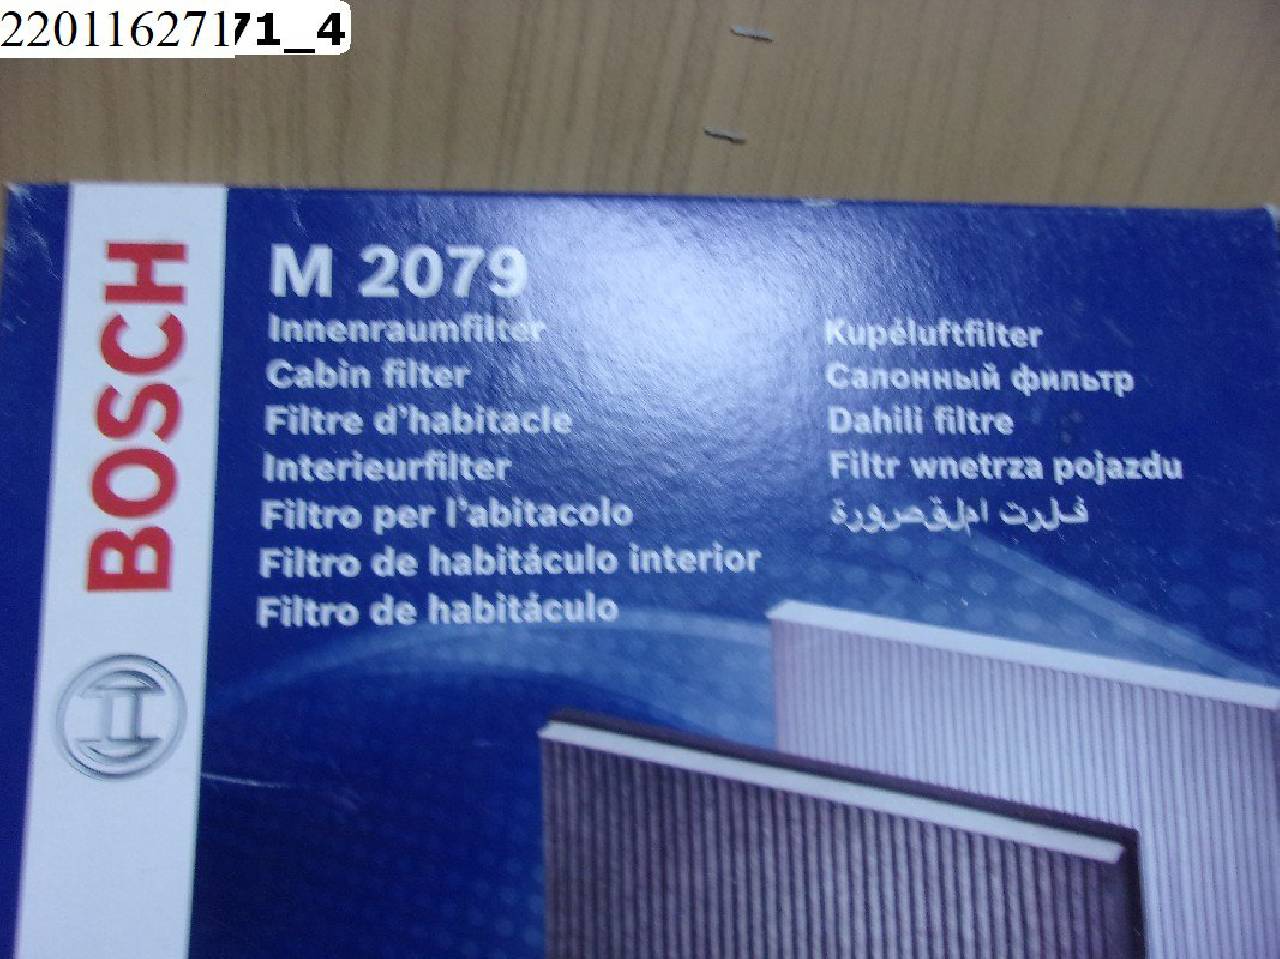 22011627171_4
BOSCH
M 2079
Innenraumfilter
Cabin filter
Filtre d'habitacle
Interieurfilter
Filtro per l'abitacolo
Filtro de habitáculo interior
Filtro de habitáculo
Kupéluftfilter
Салонный фильтр
Dahili filtre
Filtr wnetrza pojazdu